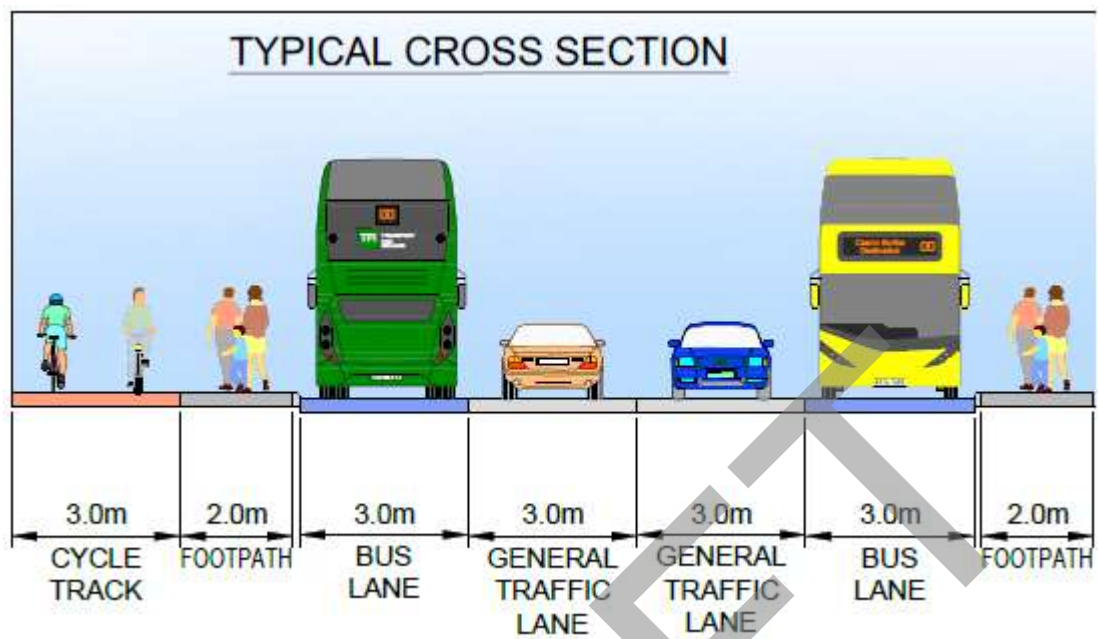 TYPICAL CROSS SECTION
3.0m
2.0m
3.0m
3.0m
3.0m
3.0m
2.0m
CYCLE
TRACK
FOOTPATH
BUS
LANE
GENERAL
TRAFFIC
LANE
GENERAL
TRAFFIC
LANE
BUS
LANE
FOOTPATH